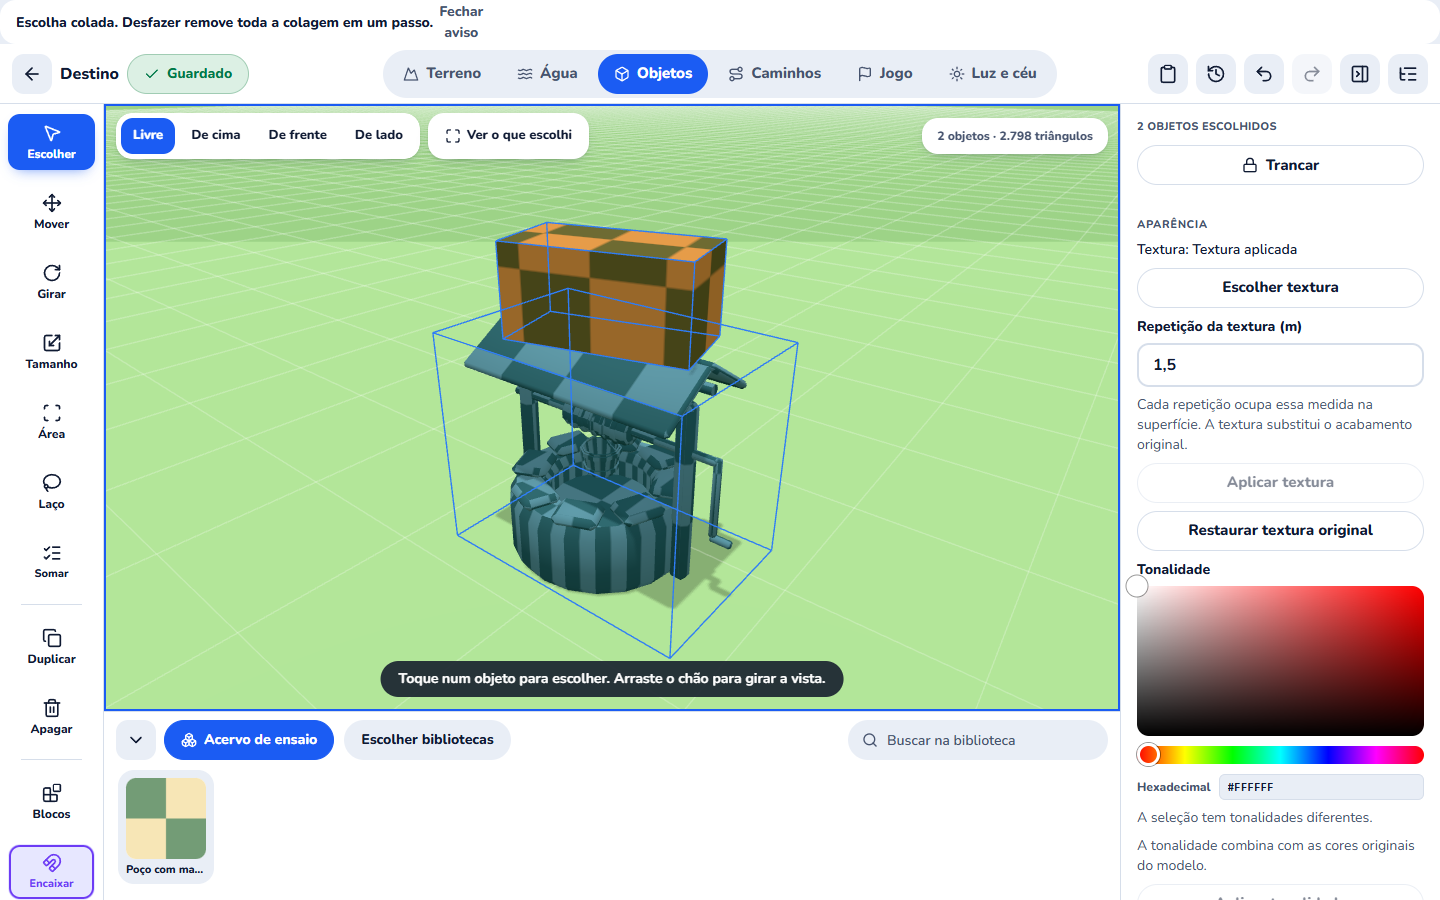 Escolha colada. Desfazer remove toda a colagem em um passo.
Fechar
aviso
Destino
Guardado
Terreno
Água
Objetos
Caminhos
Jogo
Luz e céu
Escolher
Mover
Girar
Tamanho
Área
Laço
Somar
Duplicar
Apagar
Blocos
Encaixar
Livre
De cima
De frente
De lado
Ver o que escolhi
2 objetos · 2.798 triângulos
Toque num objeto para escolher. Arraste o chão para girar a vista.
Acervo de ensaio
Escolher bibliotecas
Buscar na biblioteca
Poço com ma...
2 OBJETOS ESCOLHIDOS
Trancar
APARÊNCIA
Textura: Textura aplicada
Escolher textura
Repetição da textura (m)
1,5
Cada repetição ocupa essa medida na
superfície. A textura substitui o acabamento
original.
Aplicar textura
Restaurar textura original
Tonalidade
Hexadecimal
#FFFFFF
A seleção tem tonalidades diferentes.
A tonalidade combina com as cores originais
do modelo.